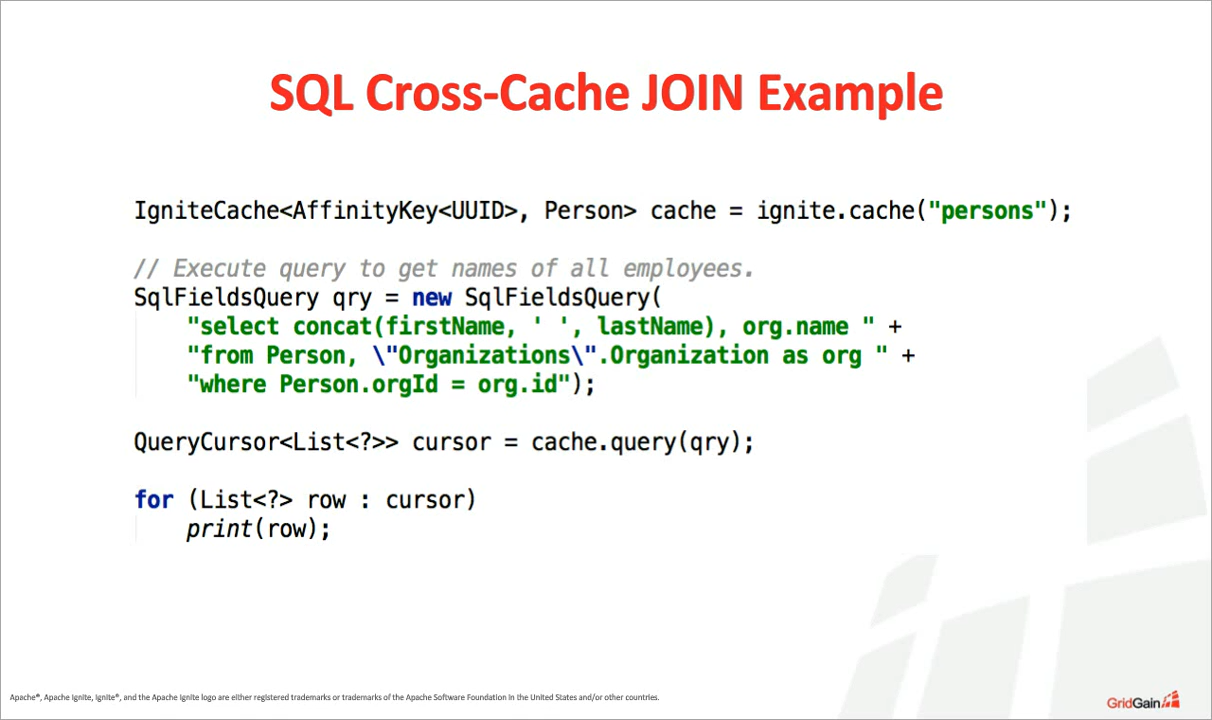 SQL Cross-Cache JOIN Example
IgniteCache<AffinityKey<UUID>, Person> cache = ignite.cache("persons");
// Execute query to get names of all employees.
SqlFieldsQuery qry = new SqlFieldsQuery(
"select concat(firstName, ' ', lastName), org.name " +
"from Person, \"Organizations\".Organization as org " +
"where Person.orgId = org.id");
QueryCursor<List<?>> cursor = cache.query(qry);
for (List<?> row : cursor)
print(row);
Apache®, Apache Ignite, Ignite®, and the Apache Ignite logo are either registered trademarks or trademarks of the Apache Software Foundation in the United States and/or other countries.
GridGain